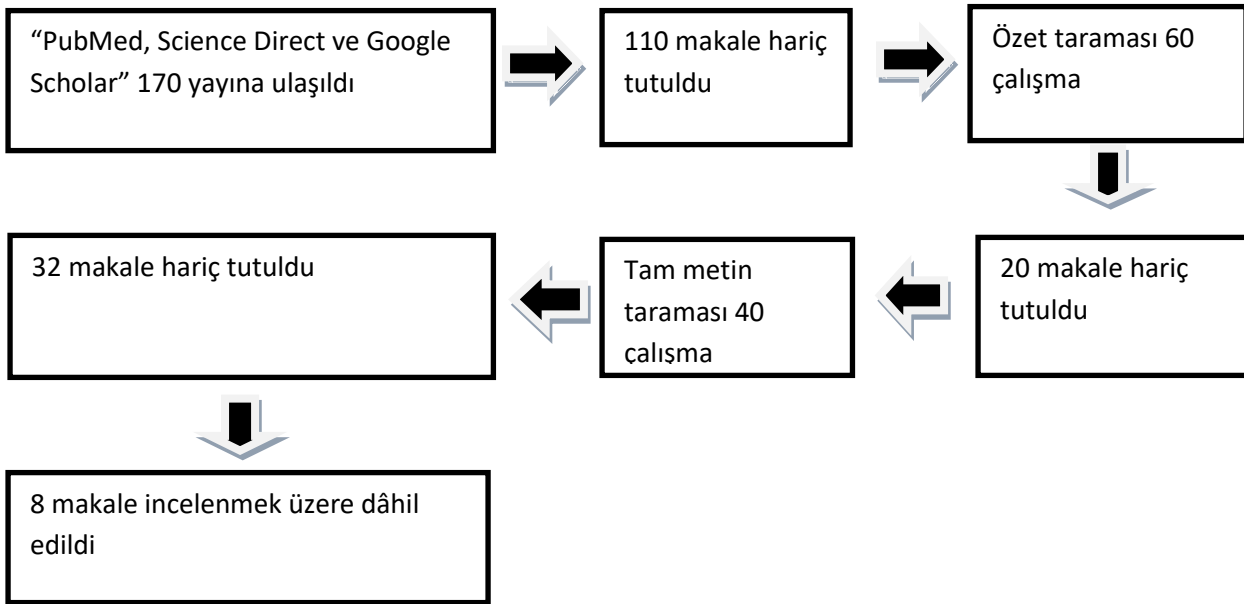 “PubMed, Science Direct ve Google
Scholar” 170 yayına ulaşıldı
110 makale hariç
tutuldu
Özet taraması 60
çalışma
20 makale hariç
tutuldu
Tam metin
taraması 40
çalışma
32 makale hariç tutuldu
8 makale incelenmek üzere dâhil
edildi